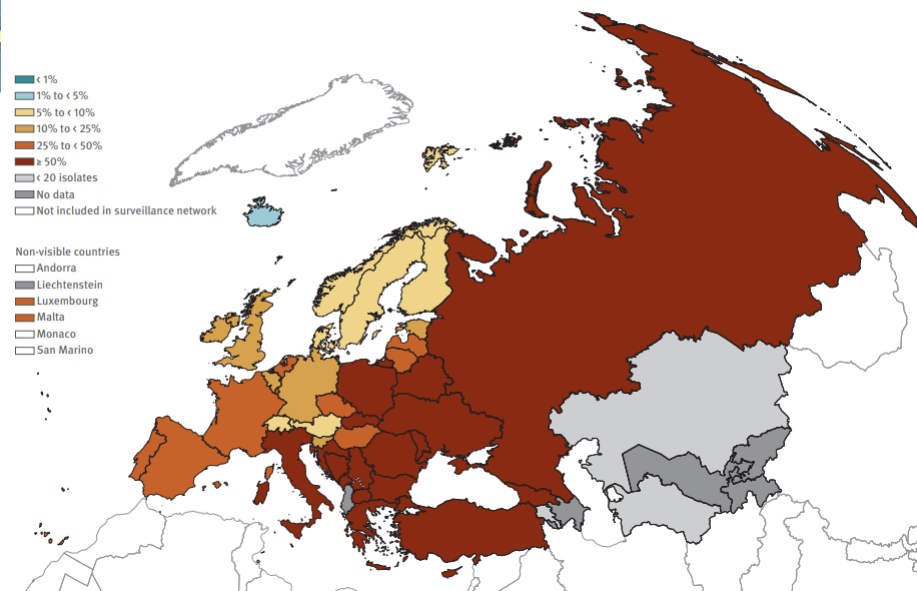 < 1%
1% to < 5%
5% to < 10%
10% to < 25%
25% to < 50%
≥ 50%
< 20 isolates
No data
Not included in surveillance network
Non-visible countries
Andorra
Liechtenstein
Luxembourg
Malta
Monaco
San Marino